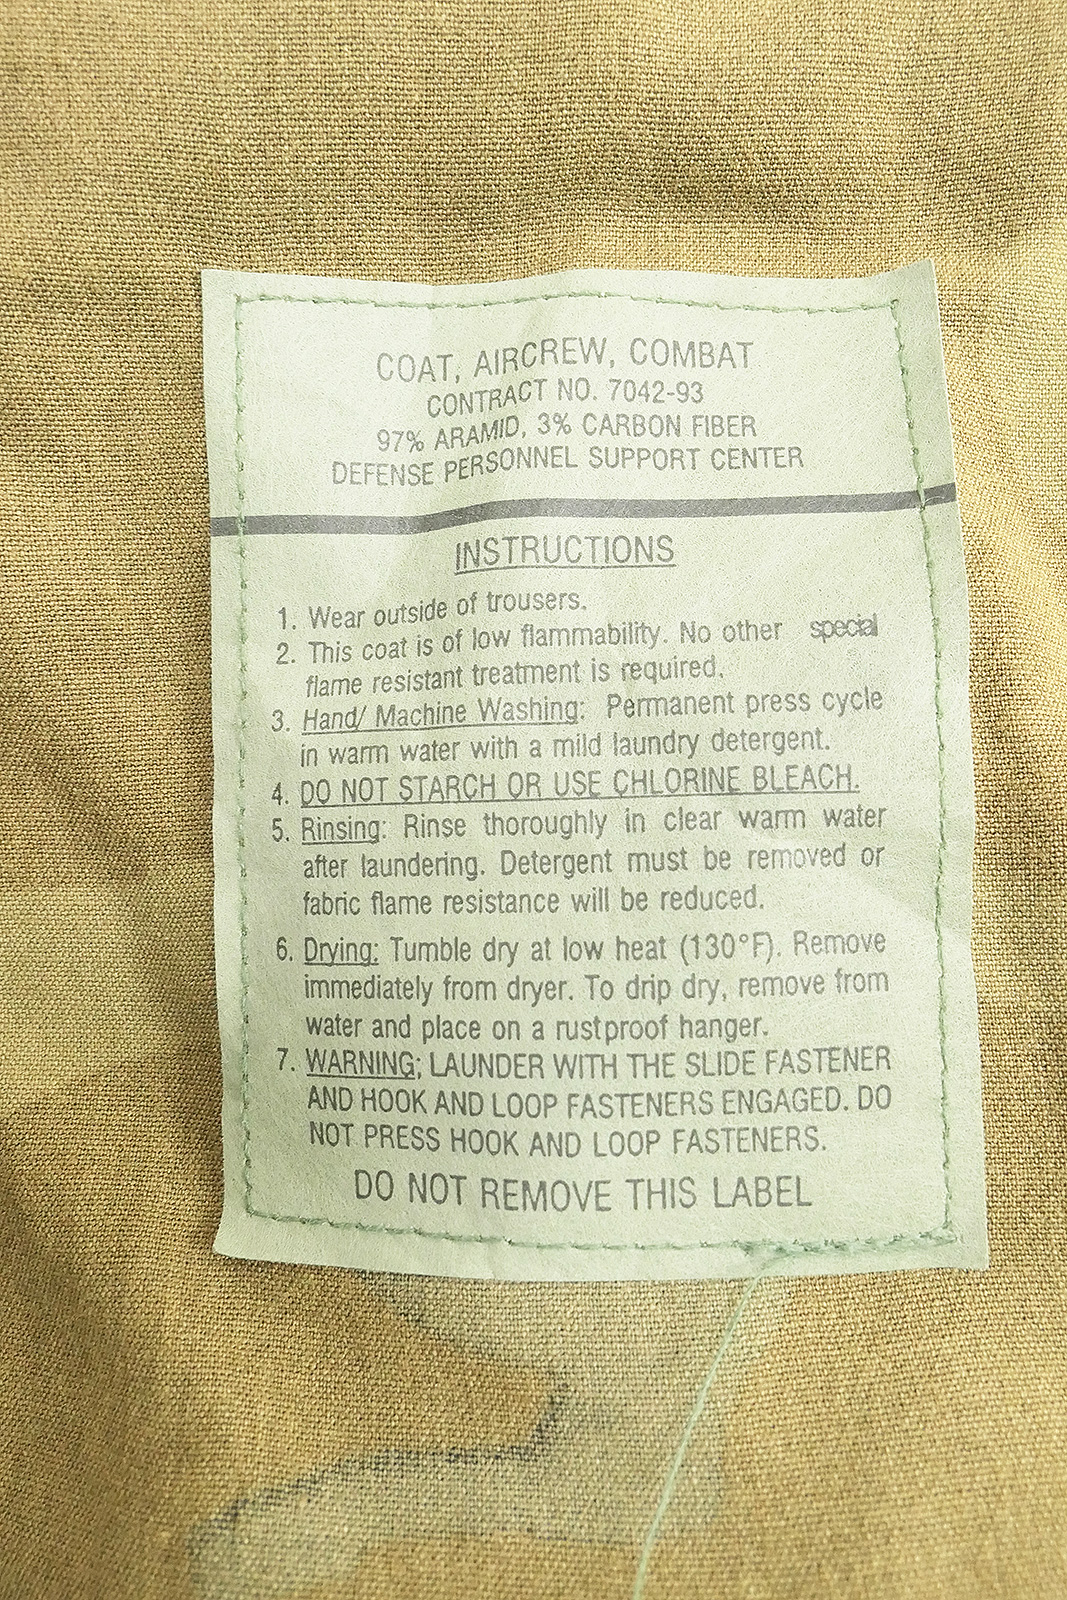 COAT, AIRCREW, COMBAT
CONTRACT NO. 7042-93
97% ARAMID, 3% CARBON FIBER
DEFENSE PERSONNEL SUPPORT CENTER
INSTRUCTIONS
1. Wear outside of trousers.
2. This coat is of low flammability. No other special
flame resistant treatment is required.
3. Hand/ Machine Washing: Permanent press cycle
in warm water with a mild laundry detergent.
4. DO NOT STARCH OR USE CHLORINE BLEACH.
5. Rinsing: Rinse thoroughly in clear warm water
after laundering. Detergent must be removed or
fabric flame resistance will be reduced.
6. Drying: Tumble dry at low heat (130°F). Remove
immediately from dryer. To drip dry, remove from
water and place on a rustproof hanger.
7. WARNING; LAUNDER WITH THE SLIDE FASTENER
AND HOOK AND LOOP FASTENERS ENGAGED. DO
NOT PRESS HOOK AND LOOP FASTENERS.
DO NOT REMOVE THIS LABEL